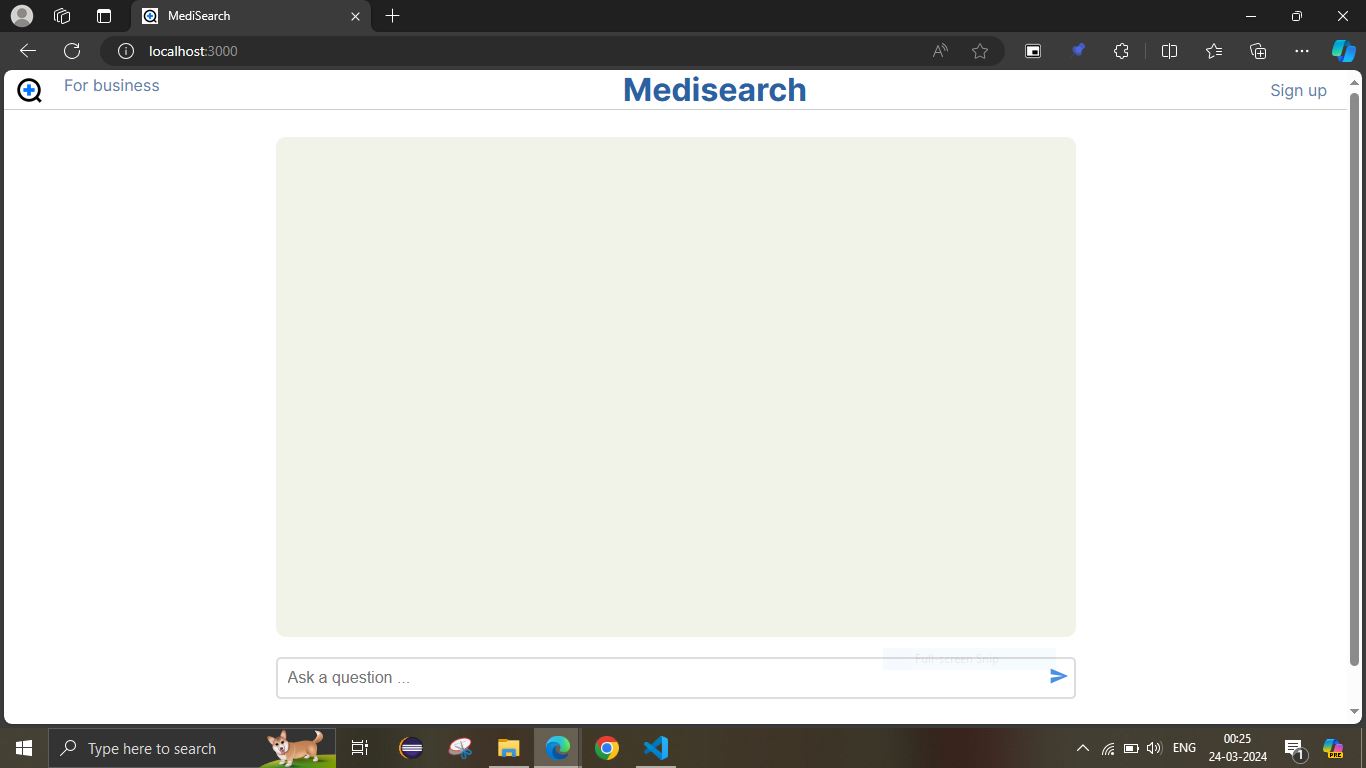 MediSearch
localhost:3000
For business
Medisearch
Sign up
Full-screen Snip
Ask a question ...
Type here to search
ENG
00:25
24-03-2024
1
PRE